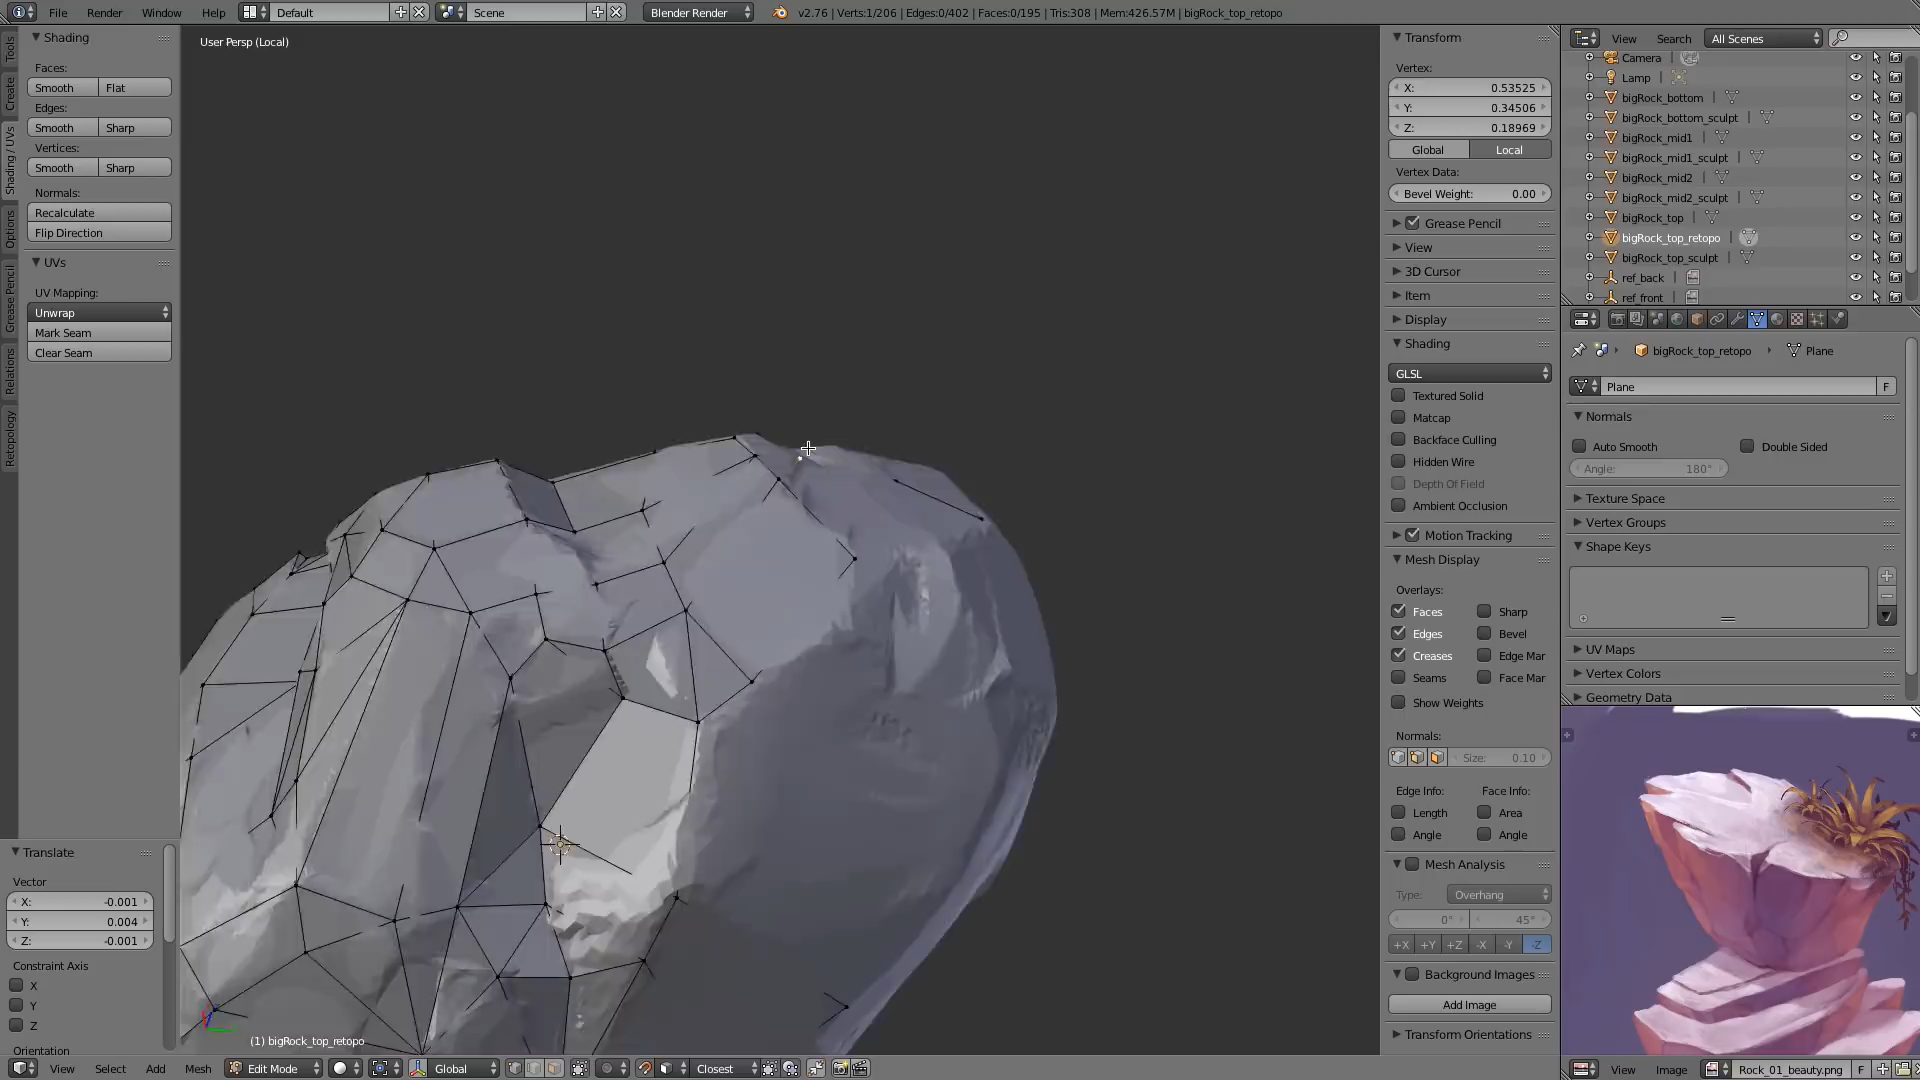 File Render Window Help Default Scene Blender Render v2.76 | Verts:1/206 | Edges:0/402 | Faces:0/195 | Tris:308 | Mem:426.57M | bigRock_top_retopo
Tools
Create
Shading / UVs
Options
Grease Pencil
Relations
Retopology
Shading
Faces:
Smooth Flat
Edges:
Smooth Sharp
Vertices:
Smooth Sharp
Normals:
Recalculate
Flip Direction
UVs
UV Mapping:
Unwrap
Mark Seam
Clear Seam
Translate
Vector
X: -0.001
Y: 0.004
Z: -0.001
Constraint Axis
X
Y
Z
Orientation
User Persp (Local)
(1) bigRock_top_retopo
View Select Add Mesh Edit Mode Global Closest
Transform
Vertex:
X: 0.53525
Y: 0.34506
Z: 0.18969
Global Local
Vertex Data:
Bevel Weight: 0.00
Grease Pencil
View
3D Cursor
Item
Display
Shading
GLSL
Textured Solid
Matcap
Backface Culling
Hidden Wire
Depth Of Field
Ambient Occlusion
Motion Tracking
Mesh Display
Overlays:
Faces Sharp
Edges Bevel
Creases Edge Mar
Seams Face Mar
Show Weights
Normals:
Size: 0.10
Edge Info: Face Info:
Length Area
Angle Angle
Mesh Analysis
Type: Overhang
0° 45°
+X +Y +Z -X -Y -Z
Background Images
Add Image
Transform Orientations
View Search All Scenes
Camera
Lamp
bigRock_bottom
bigRock_bottom_sculpt
bigRock_mid1
bigRock_mid1_sculpt
bigRock_mid2
bigRock_mid2_sculpt
bigRock_top
bigRock_top_retopo
bigRock_top_sculpt
ref_back
ref_front
bigRock_top_retopo Plane
Plane F
Normals
Auto Smooth Double Sided
Angle: 180°
Texture Space
Vertex Groups
Shape Keys
UV Maps
Vertex Colors
Geometry Data
View Image Rock_01_beauty.png F